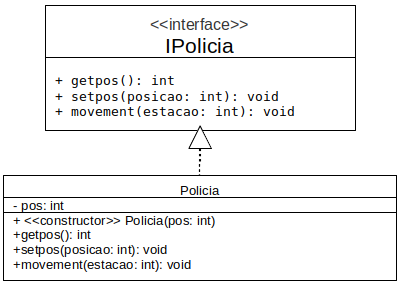 <<interface>>
IPolicia
+ getpos(): int
+ setpos(posicao: int): void
+ movement(estacao: int): void
Policia
- pos: int
+ <<constructor>> Policia(pos: int)
+getpos(): int
+setpos(posicao: int): void
+movement(estacao: int): void